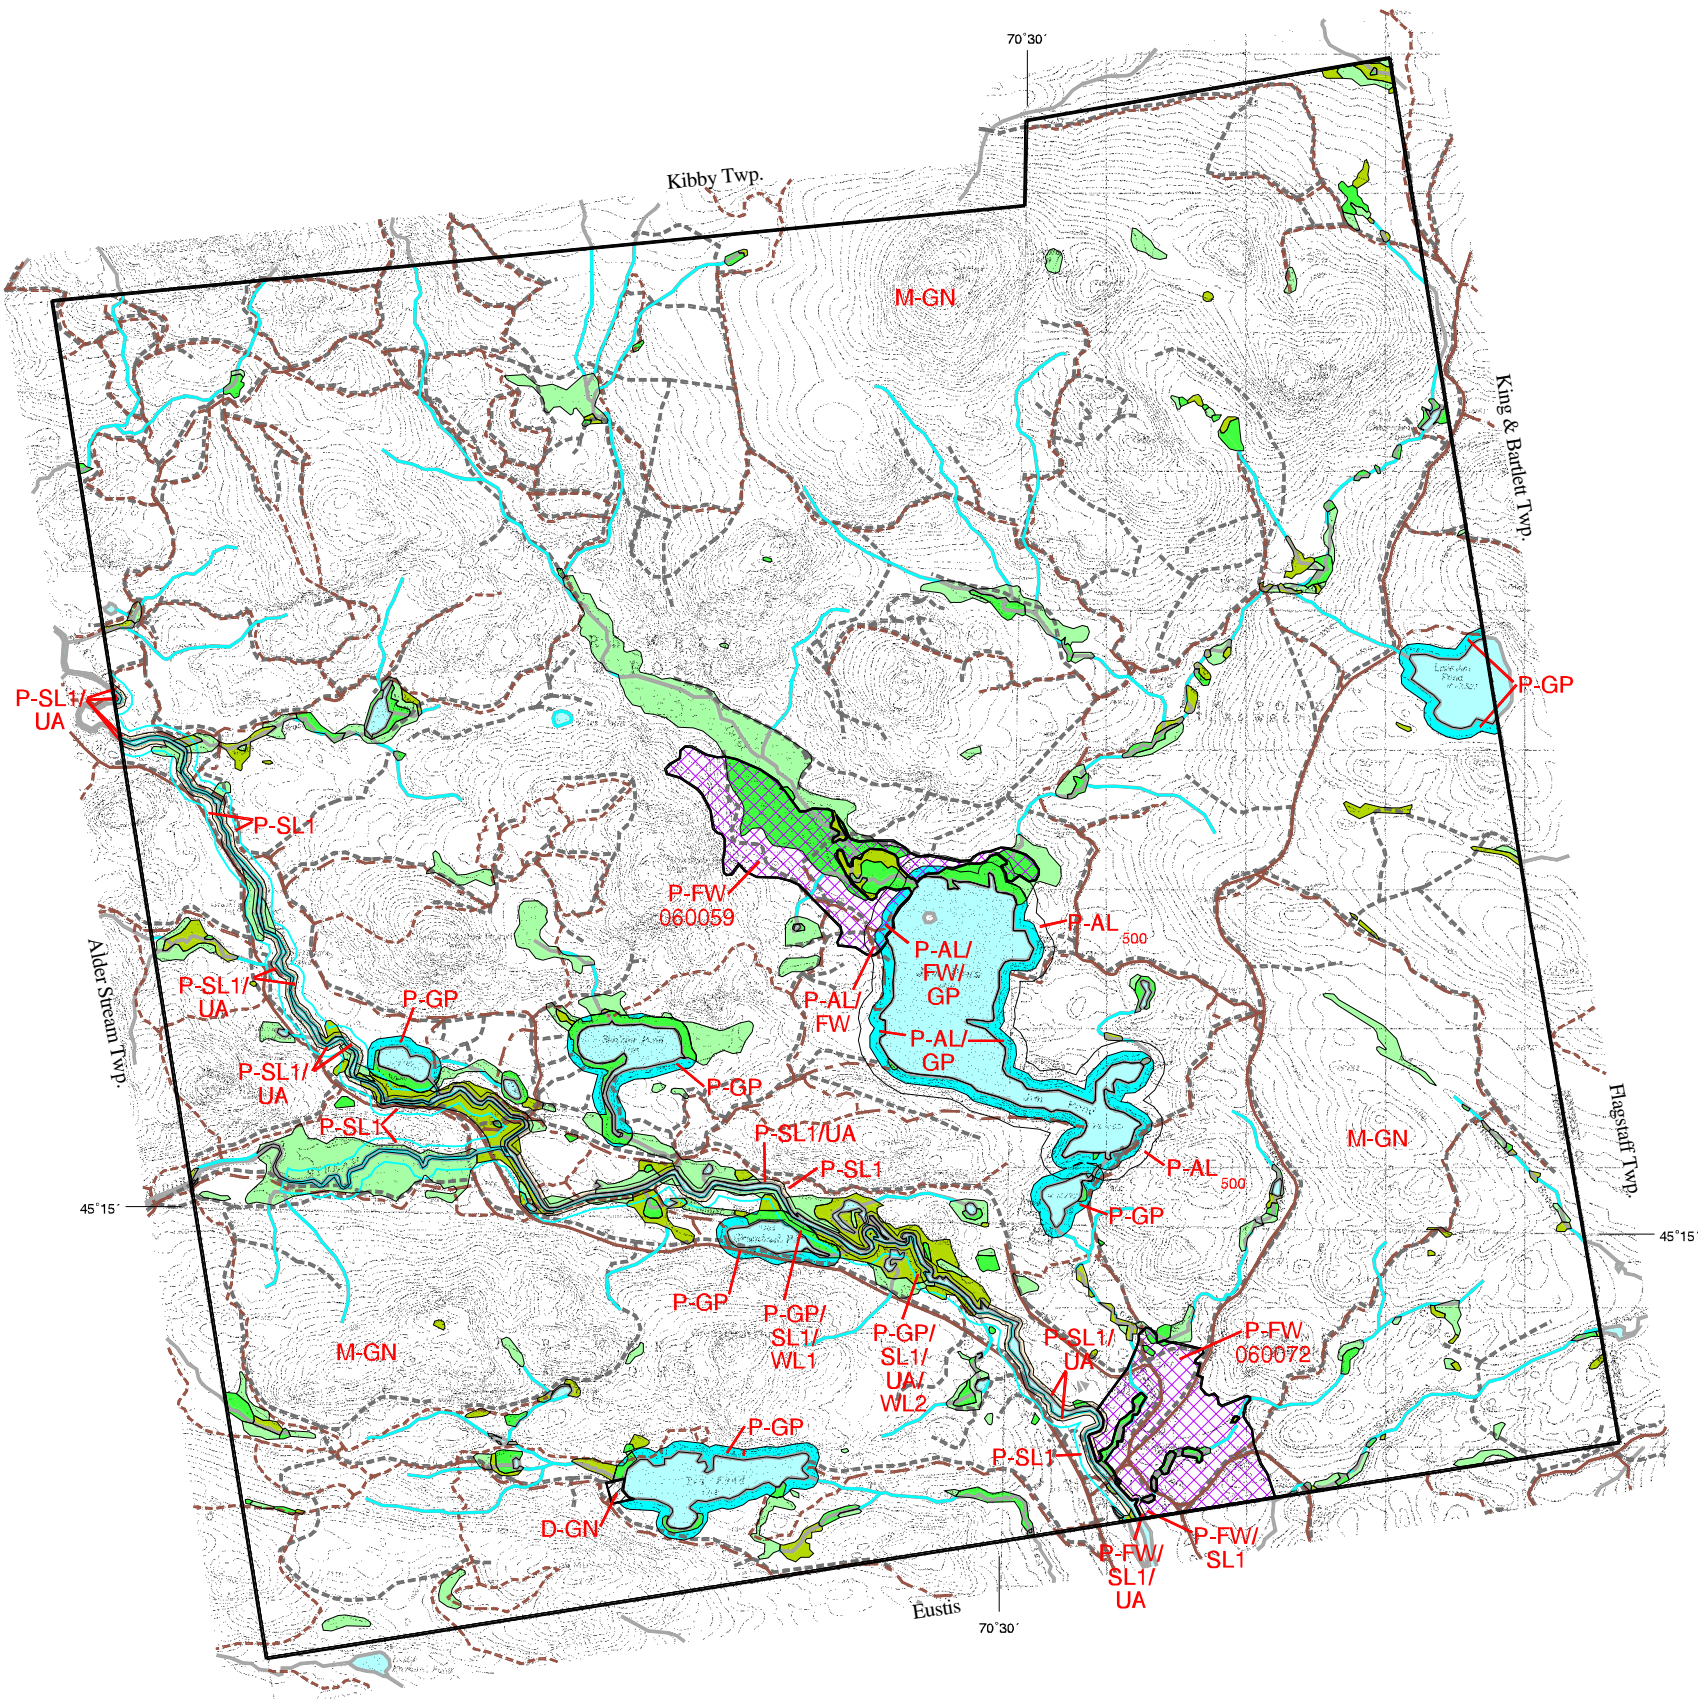 70°30´
Kibby Twp.
M-GN
King & Bartlett Twp.
P-SL1/
UA
P-GP
P-SL1
P-FW
060059
P-AL
500
P-AL/
FW/
GP
Alder Stream Twp.
P-SL1/
UA
P-GP
P-AL/
FW
P-AL/
GP
P-SL1/
UA
P-GP
P-SL1
P-SL1/UA
P-SL1
M-GN
Flagstaff Twp.
P-AL
500
45°15´
P-GP
45°15´
P-GP
P-GP/
SL1/
WL1
P-GP/
SL1/
UA/
WL2
P-SL1/
UA
P-FW
060072
M-GN
P-GP
P-SL1
D-GN
P-FW/
SL1/
UA
P-FW/
SL1
Eustis
70°30´